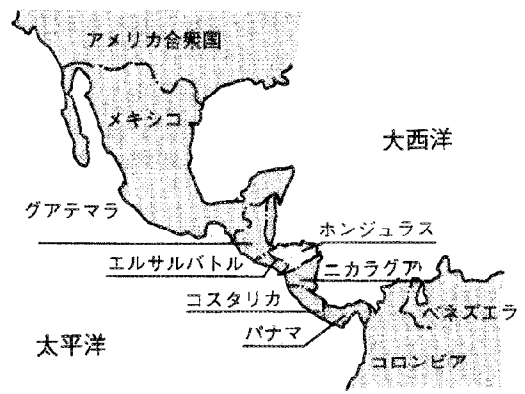 アメリカ合衆国
メキシコ
大西洋
グアテマラ
ホンジュラス
エルサルバトル
ニカラグア
コスタリカ
ベネズエラ
パナマ
太平洋
コロンビア